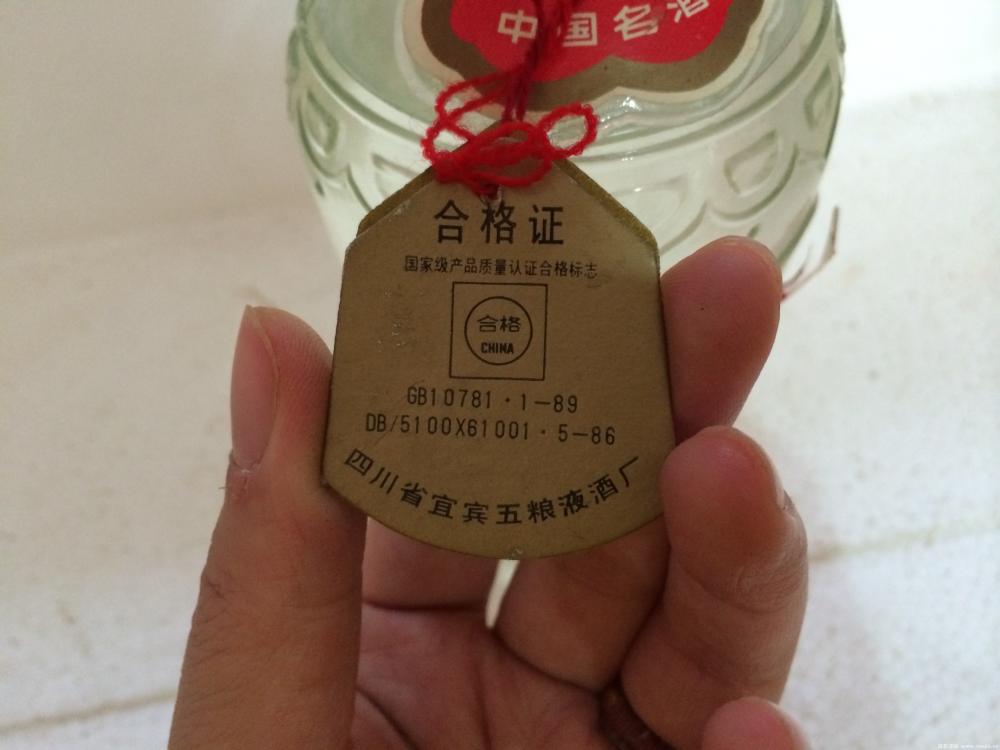 中国名酒
合格证
国家级产品质量认证合格标志
合格
CHINA
GB10781·1—89
DB/5100X61001·5—86
四川省宜宾五粮液酒厂